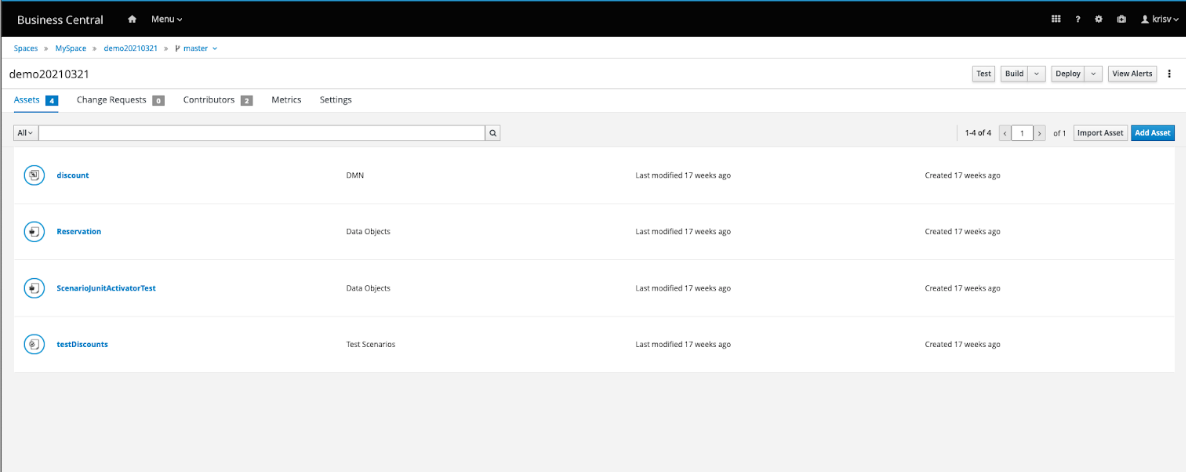 Business Central Menu ? krisv
Spaces » MySpace » demo20210321 » master
demo20210321 Test Build Deploy View Alerts
Assets 4 Change Requests 0 Contributors 2 Metrics Settings
All 1-4 of 4 < 1 > of 1 Import Asset Add Asset
discount DMN Last modified 17 weeks ago Created 17 weeks ago
Reservation Data Objects Last modified 17 weeks ago Created 17 weeks ago
ScenarioJunitActivatorTest Data Objects Last modified 17 weeks ago Created 17 weeks ago
testDiscounts Test Scenarios Last modified 17 weeks ago Created 17 weeks ago